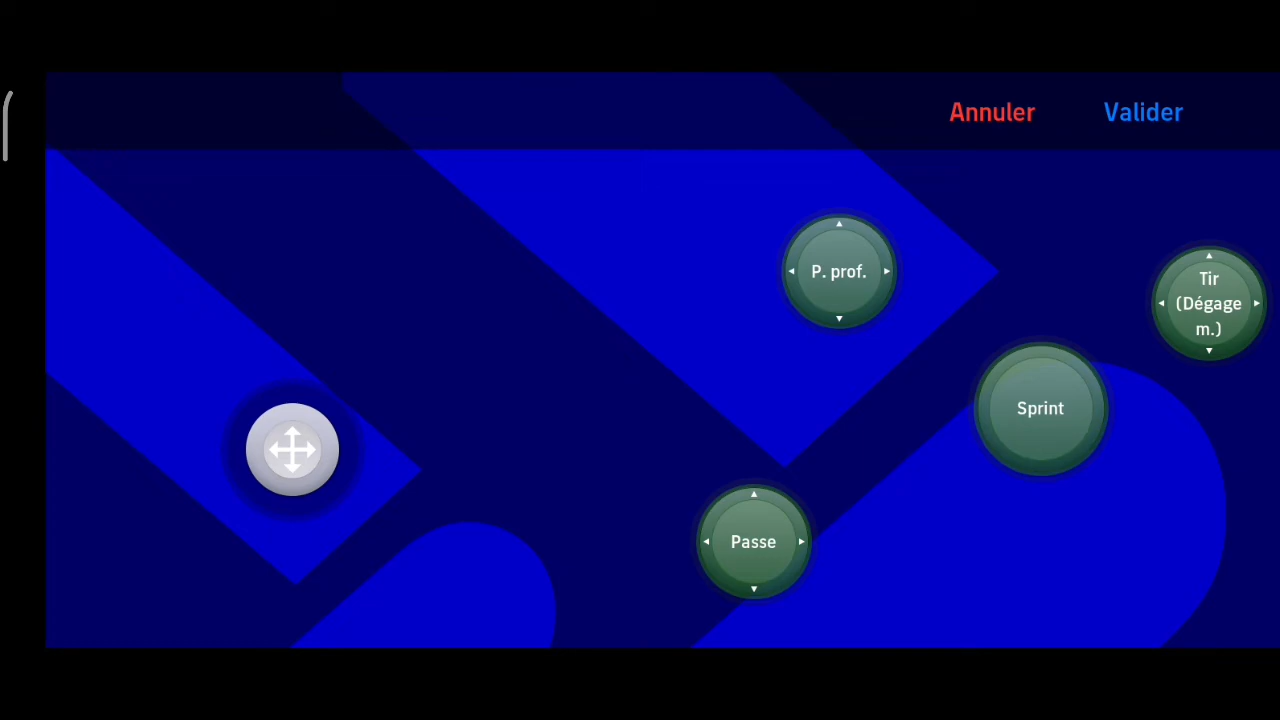 Annuler
Valider
P. prof.
Tir
(Dégage
m.)
Sprint
Passe